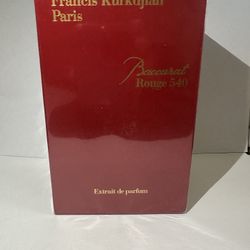 Francis Kurkdjian
Paris
Baccarat
Rouge 540
Extrait de parfum